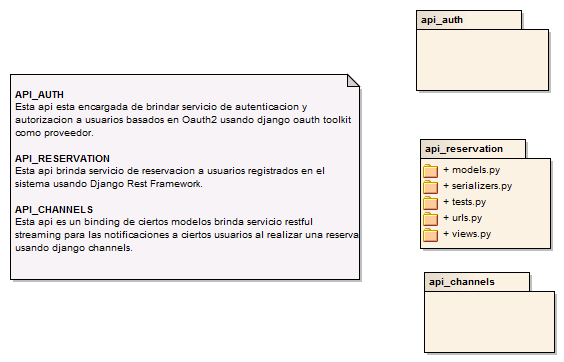 API_AUTH
Esta api esta encargada de brindar servicio de autenticacion y
autorizacion a usuarios basados en Oauth2 usando django oauth toolkit
como proveedor.
API_RESERVATION
Esta api brinda servicio de reservacion a usuarios registrados en el
sistema usando Django Rest Framework.
API_CHANNELS
Esta api es un binding de ciertos modelos brinda servicio restful
streaming para las notificaciones a ciertos usuarios al realizar una reserva
usando django channels.
api_auth
api_reservation
+ models.py
+ serializers.py
+ tests.py
+ urls.py
+ views.py
api_channels